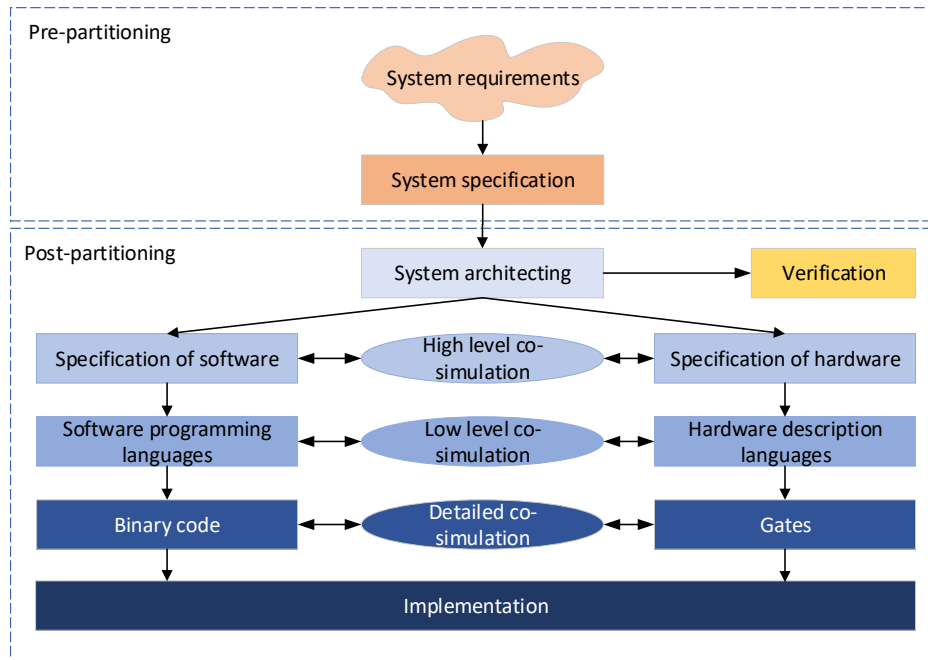 Pre-partitioning
System requirements
System specification
Post-partitioning
System architecting
Verification
Specification of software
High level co-
simulation
Specification of hardware
Software programming
languages
Low level co-
simulation
Hardware description
languages
Binary code
Detailed co-
simulation
Gates
Implementation